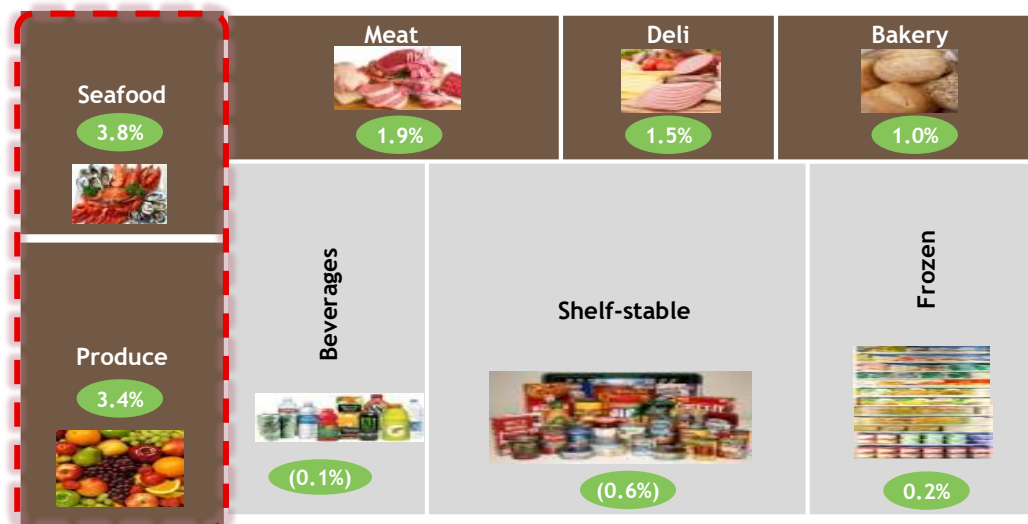 Seafood
3.8%
Produce
3.4%
Meat
1.9%
Deli
1.5%
Bakery
1.0%
Beverages
(0.1%)
Shelf-stable
(0.6%)
Frozen
0.2%